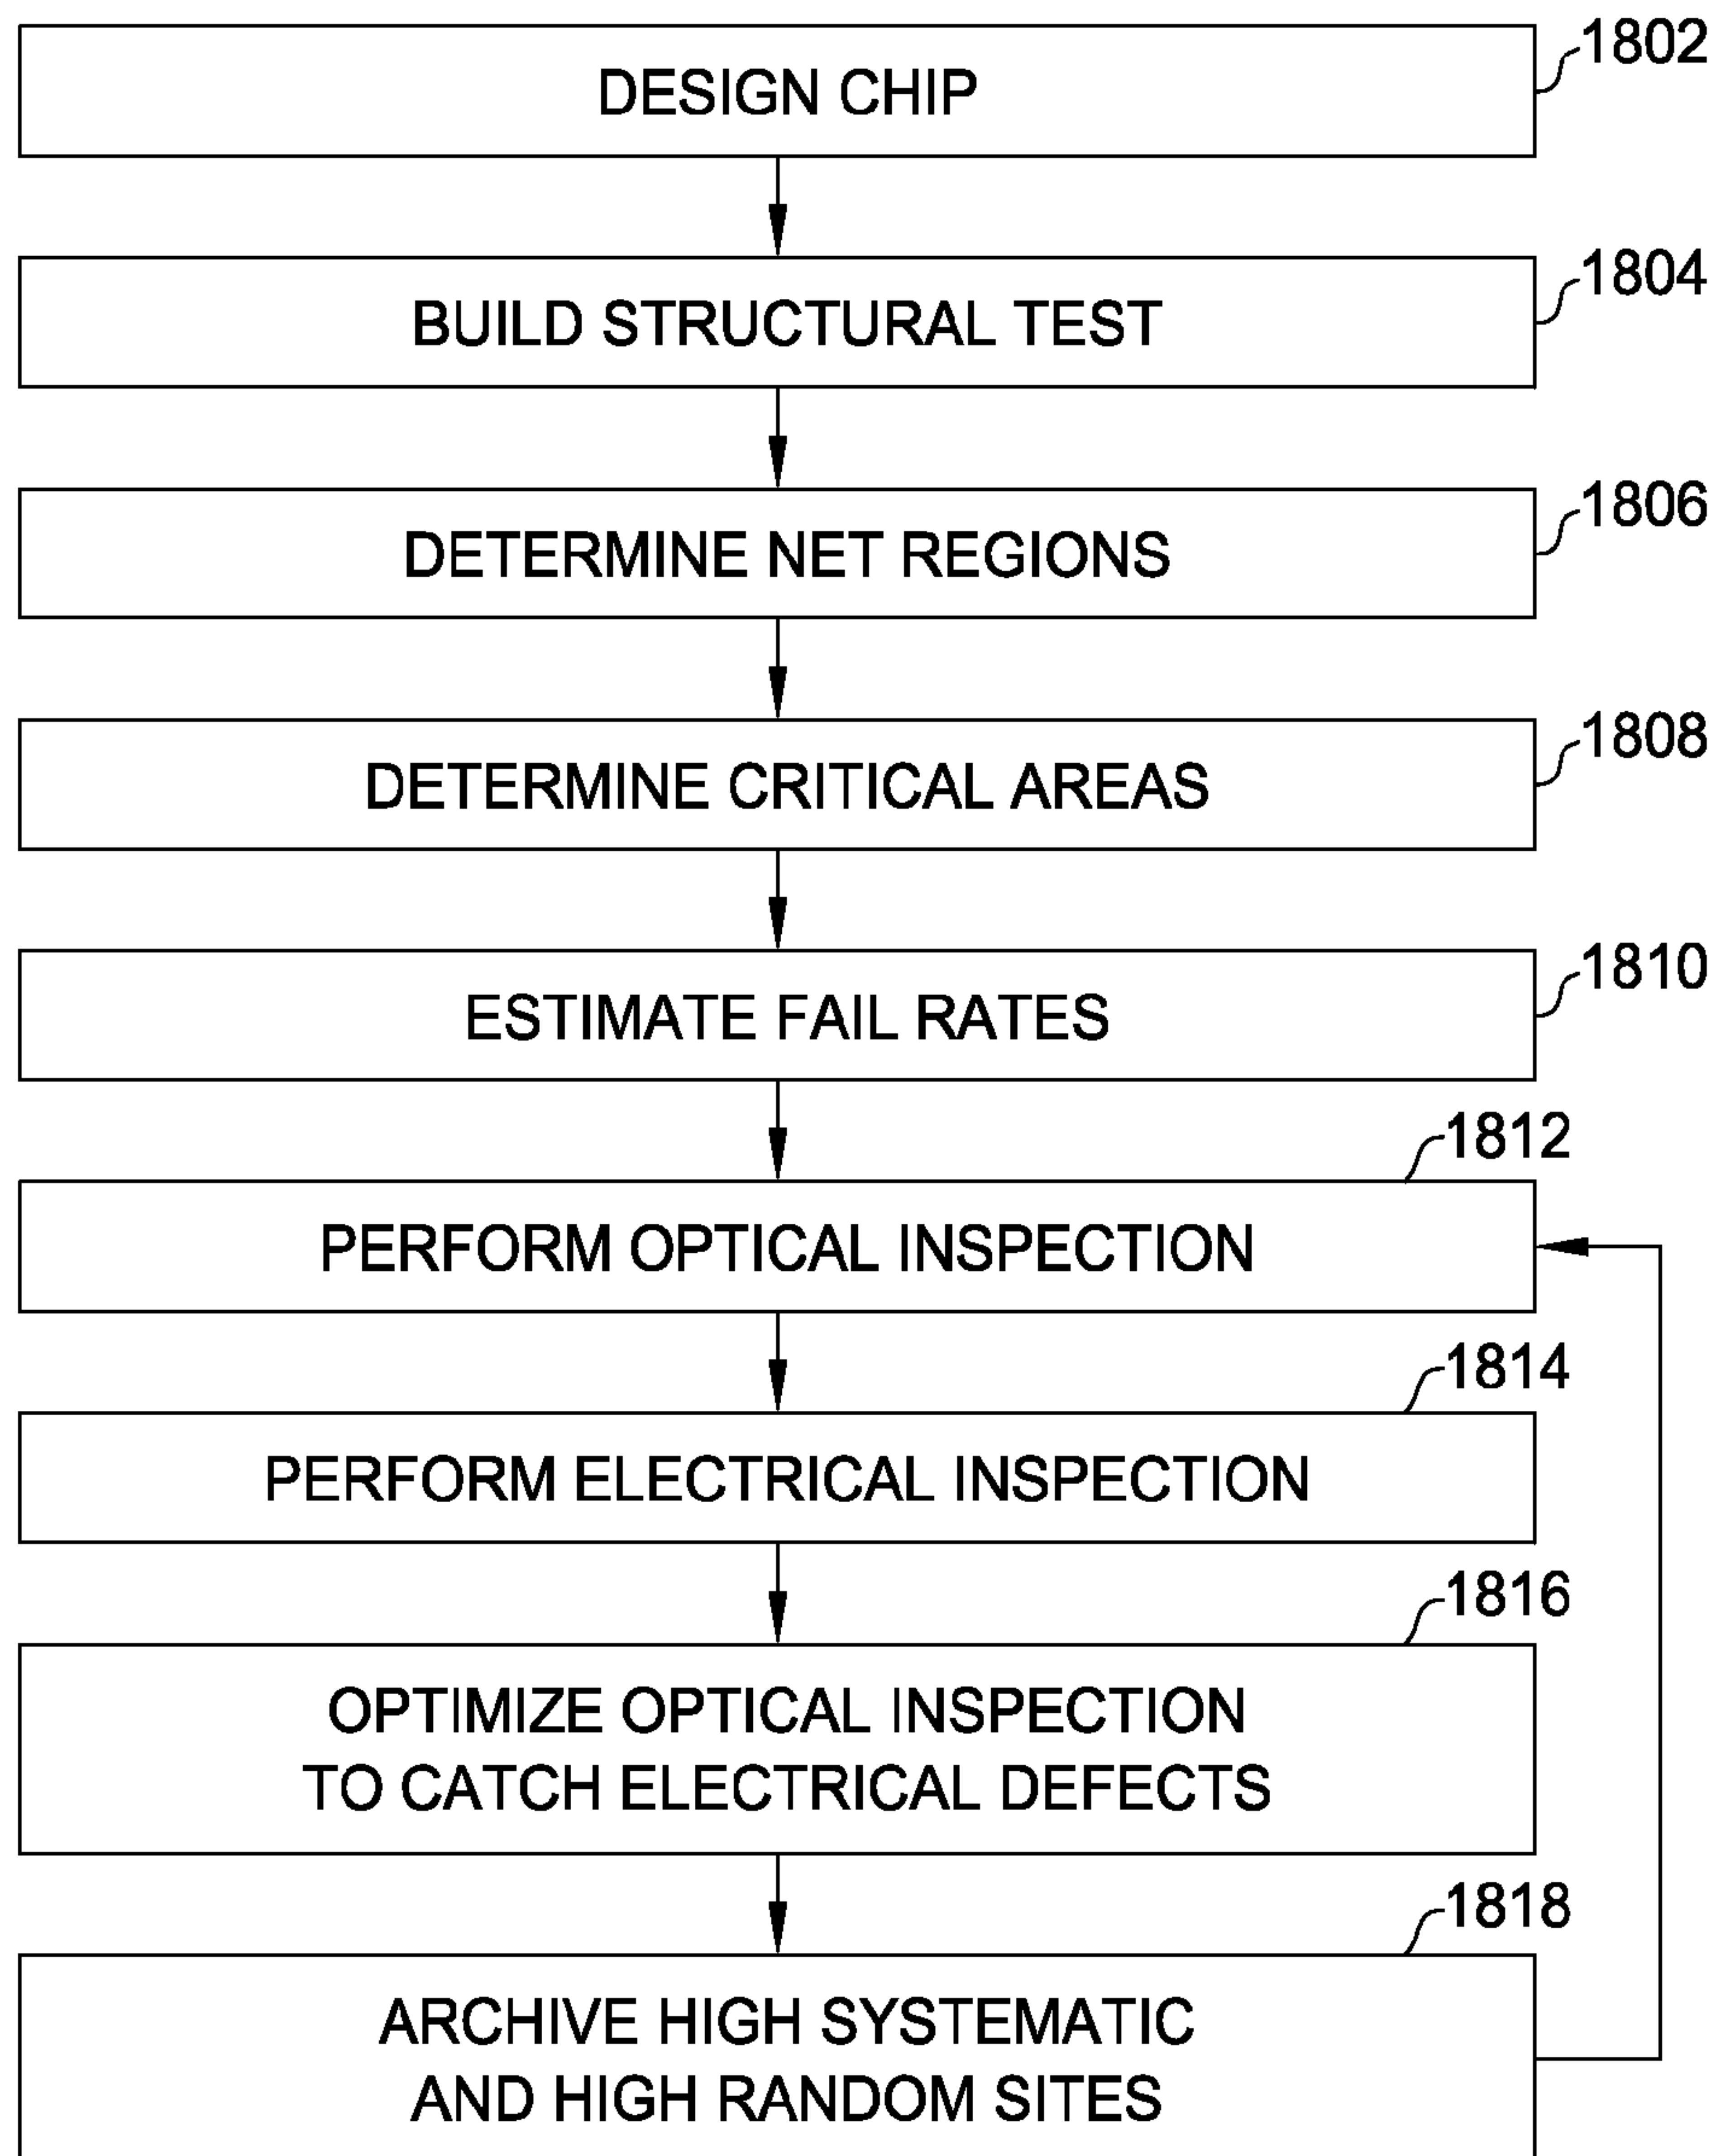 1802
DESIGN CHIP
1804
BUILD STRUCTURAL TEST
1806
DETERMINE NET REGIONS
1808
DETERMINE CRITICAL AREAS
1810
ESTIMATE FAIL RATES
1812
PERFORM OPTICAL INSPECTION
1814
PERFORM ELECTRICAL INSPECTION
1816
OPTIMIZE OPTICAL INSPECTION
TO CATCH ELECTRICAL DEFECTS
1818
ARCHIVE HIGH SYSTEMATIC
AND HIGH RANDOM SITES